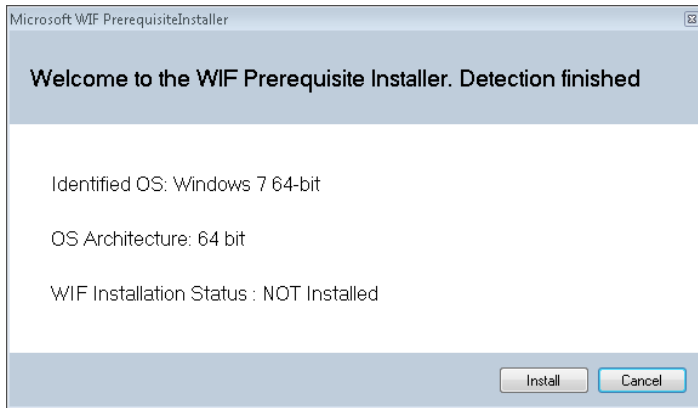 Microsoft WIF PrerequisiteInstaller
Welcome to the WIF Prerequisite Installer. Detection finished
Identified OS: Windows 7 64-bit
OS Architecture: 64 bit
WIF Installation Status : NOT Installed
Install Cancel